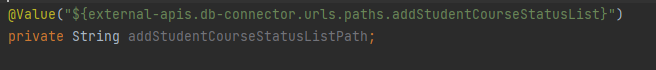 @Value("${external-apis.db-connector.urls.paths.addStudentCourseStatusList}")
private String addStudentCourseStatusListPath;